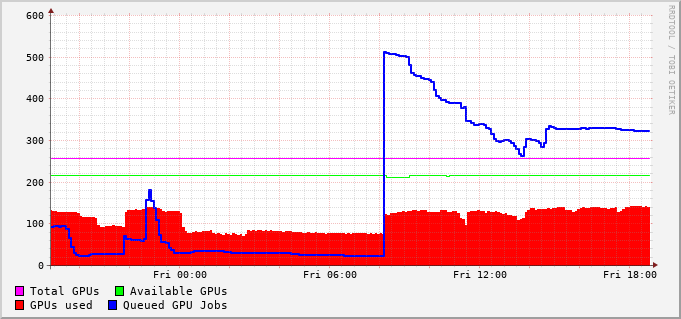 600
500
400
300
200
100
0
Fri 00:00 Fri 06:00 Fri 12:00 Fri 18:00
Total GPUs Available GPUs
GPUs used Queued GPU Jobs
RRDTOOL / TOBI OETIKER